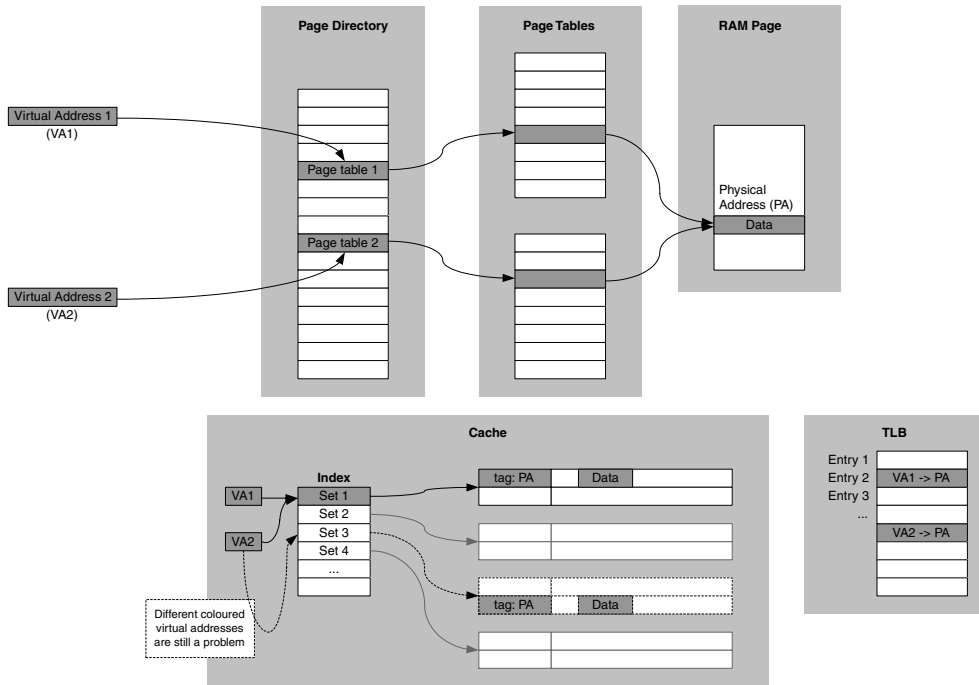 Page Directory
Page Tables
RAM Page
Virtual Address 1
(VA1)
Page table 1
Physical
Address (PA)
Data
Page table 2
Virtual Address 2
(VA2)
Cache
TLB
Index
Entry 1
Entry 2
VA1 -> PA
Entry 3
...
VA2 -> PA
VA1
Set 1
tag: PA
Data
Set 2
VA2
Set 3
Set 4
...
tag: PA
Data
Different coloured
virtual addresses
are still a problem